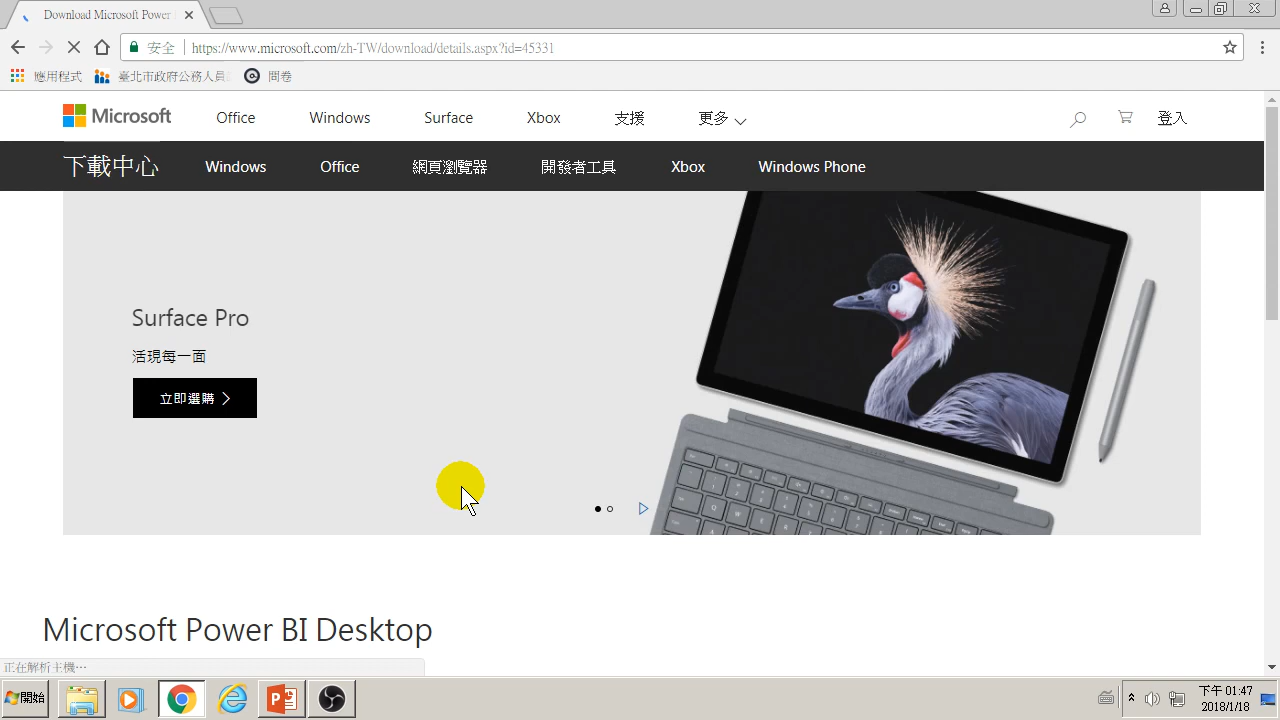 Download Microsoft Power
安全 https://www.microsoft.com/zh-TW/download/details.aspx?id=45331
應用程式 臺北市政府公務人員 問卷
Microsoft Office Windows Surface Xbox 支援 更多 登入
下載中心 Windows Office 網頁瀏覽器 開發者工具 Xbox Windows Phone
Surface Pro
活現每一面
立即選購
Microsoft Power BI Desktop
正在解析主機…
開始
下午 01:47
2018/1/18